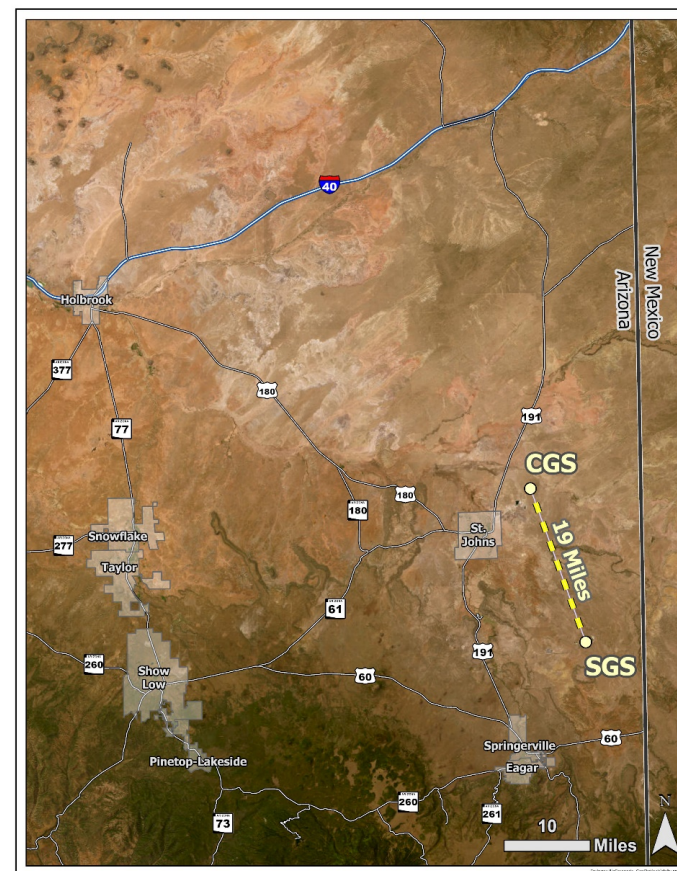 40
New Mexico
Arizona
Holbrook
377
180
77
191
CGS
180
180
Snowflake
277
St.
Johns
19 Miles
Taylor
61
191
260
Show
Low
60
SGS
60
Springerville
Pinetop-Lakeside
Eagar
260
261
73
10
Miles
N